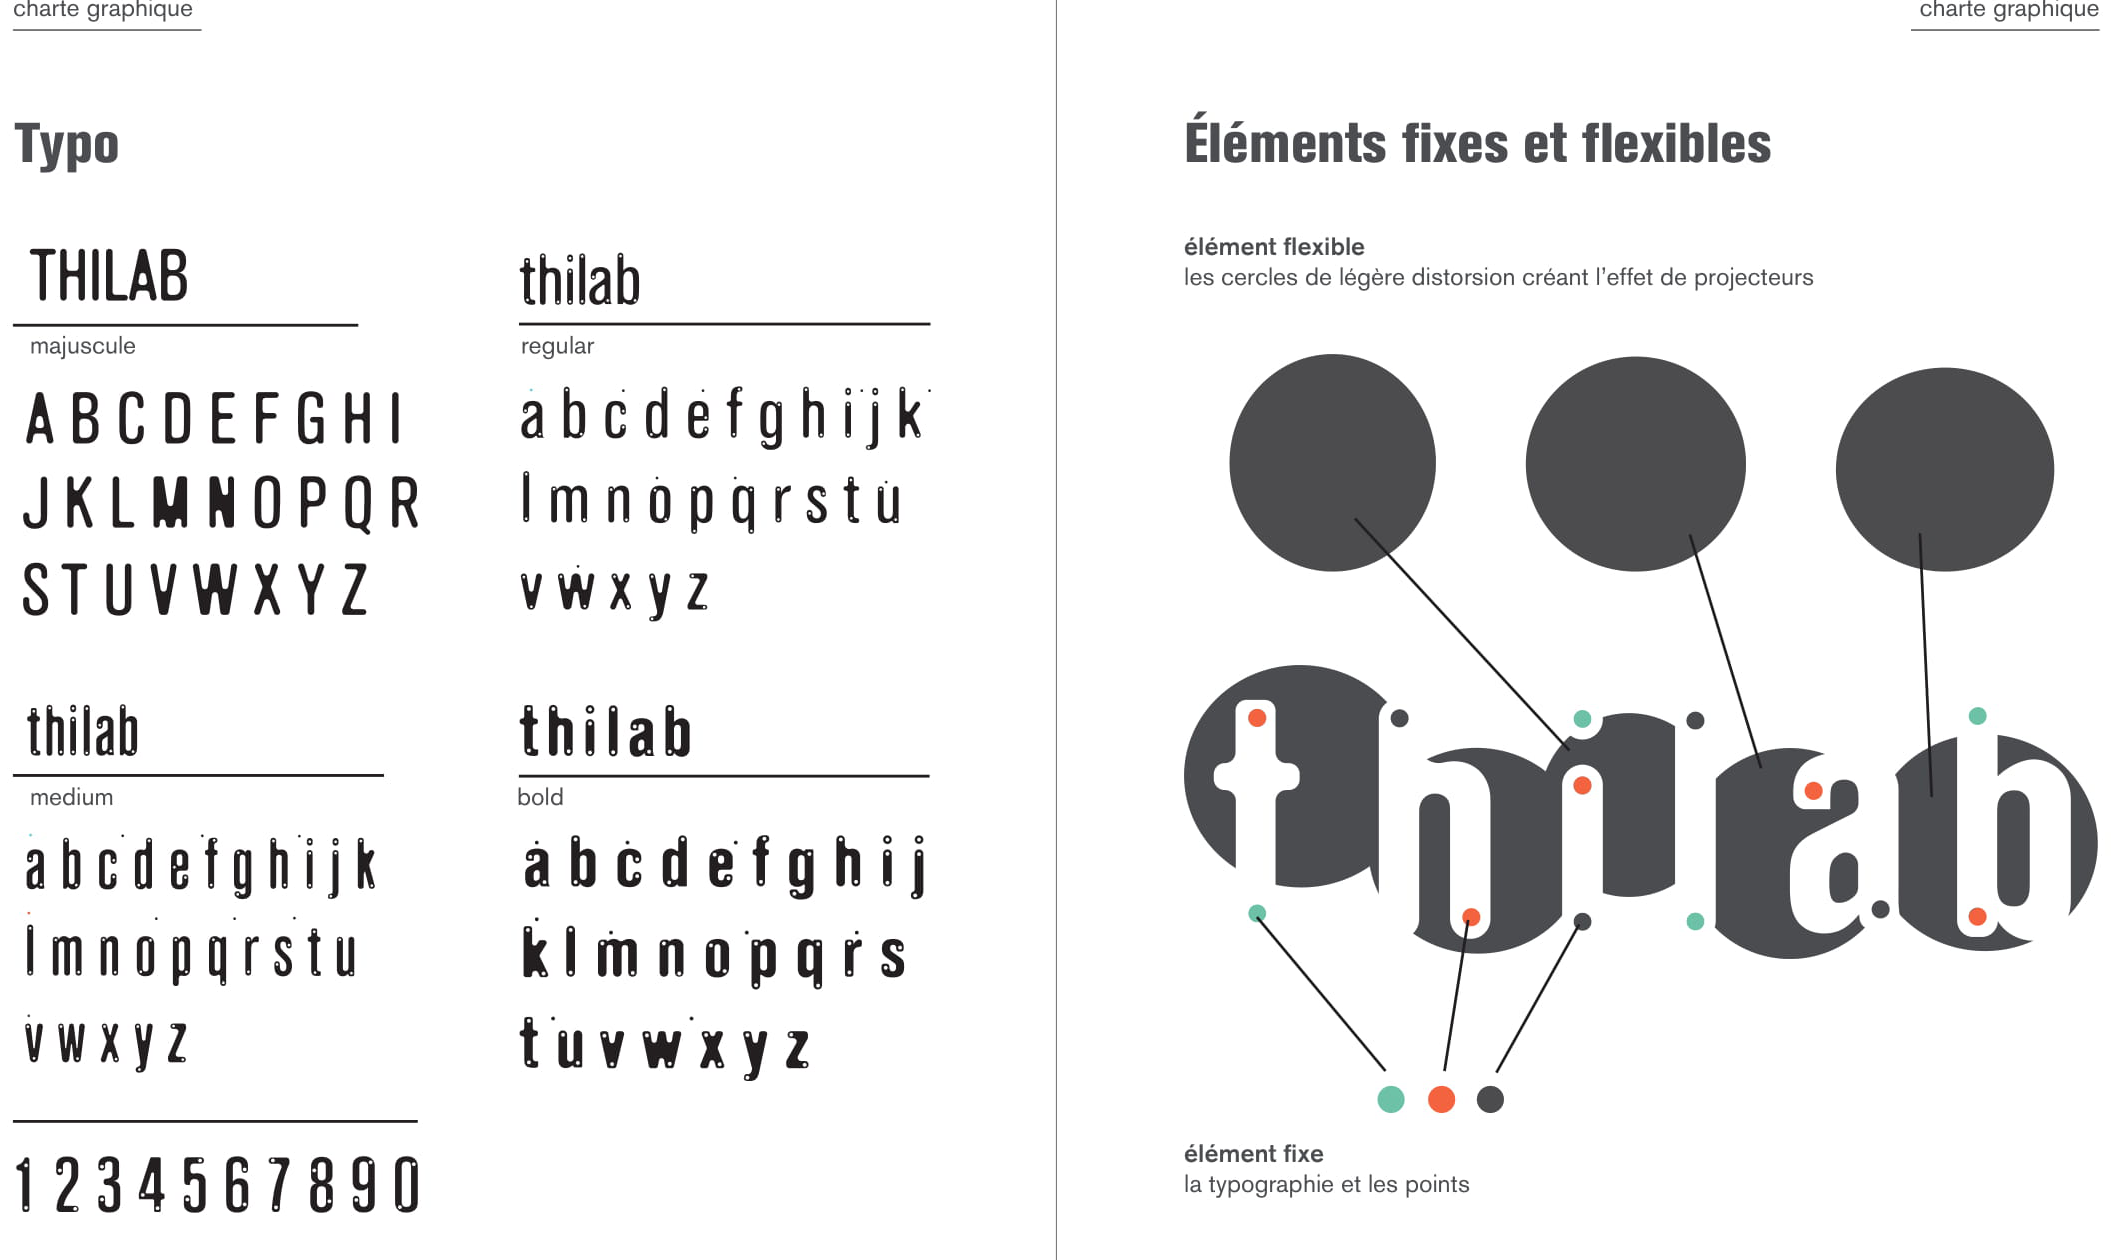 charte graphique
Typo
THILAB
majuscule
A B C D E F G H I
J K L M N O P Q R
S T U V W X Y Z
thilab
regular
a b c d e f g h i j k
l m n o p q r s t u
v w x y z
thilab
medium
a b c d e f g h i j k
l m n o p q r s t u
v w x y z
thilab
bold
a b c d e f g h i j
k l m n o p q r s
t u v w x y z
1 2 3 4 5 6 7 8 9 0
charte graphique
Éléments fixes et flexibles
élément flexible
les cercles de légère distorsion créant l'effet de projecteurs
thilab
élément fixe
la typographie et les points